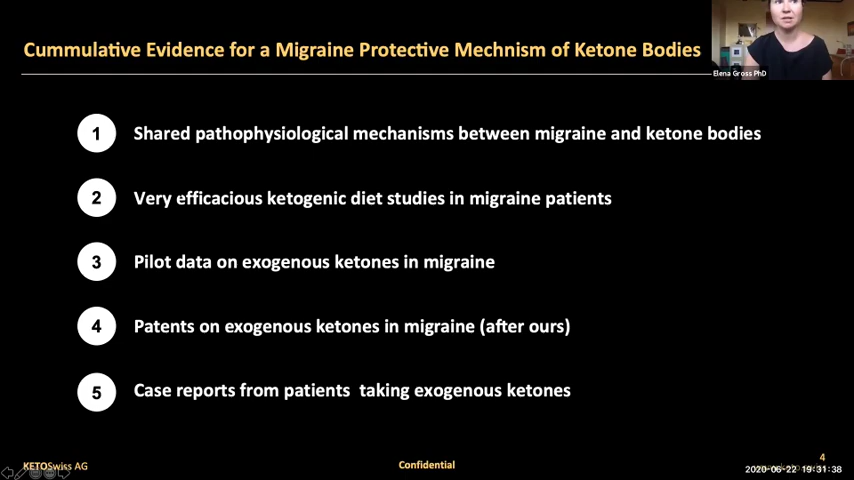 Cummulative Evidence for a Migraine Protective Mechnism of Ketone Bodies
Elena Gross PhD
1 Shared pathophysiological mechanisms between migraine and ketone bodies
2 Very efficacious ketogenic diet studies in migraine patients
3 Pilot data on exogenous ketones in migraine
4 Patents on exogenous ketones in migraine (after ours)
5 Case reports from patients taking exogenous ketones
KETOSwiss AG
Confidential
4
2020-06-22 19:31:38